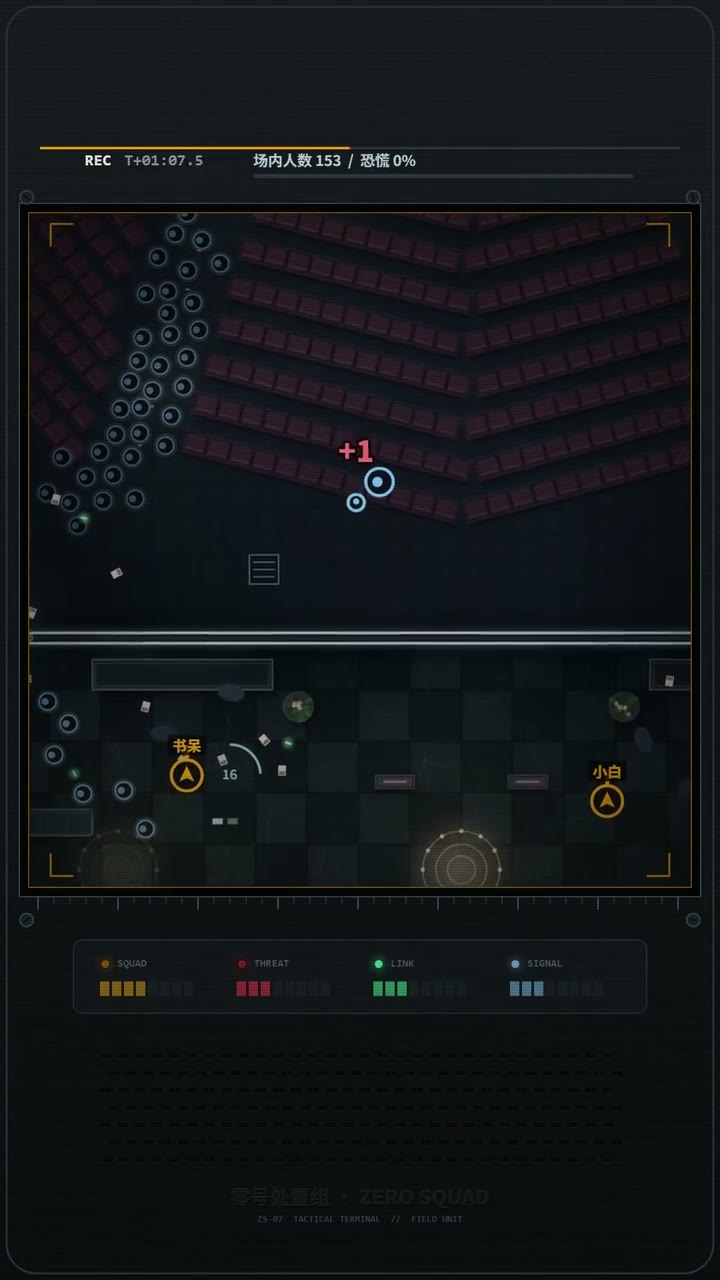 REC T+01:07.5 场内人数 153 / 恐慌 0%
+1
书呆
16
小白
SQUAD THREAT LINK SIGNAL
零号处置组 · ZERO SQUAD
ZS-07 TACTICAL TERMINAL // FIELD UNIT